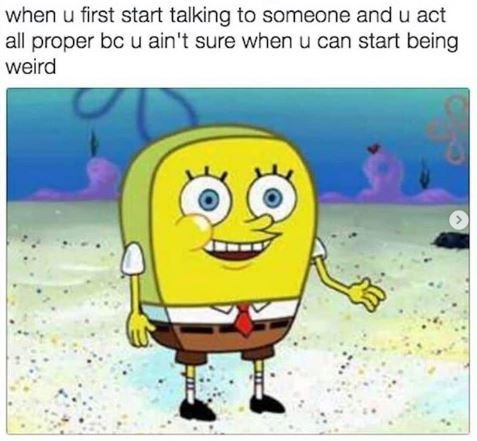 when u first start talking to someone and u act
all proper bc u ain't sure when u can start being
weird